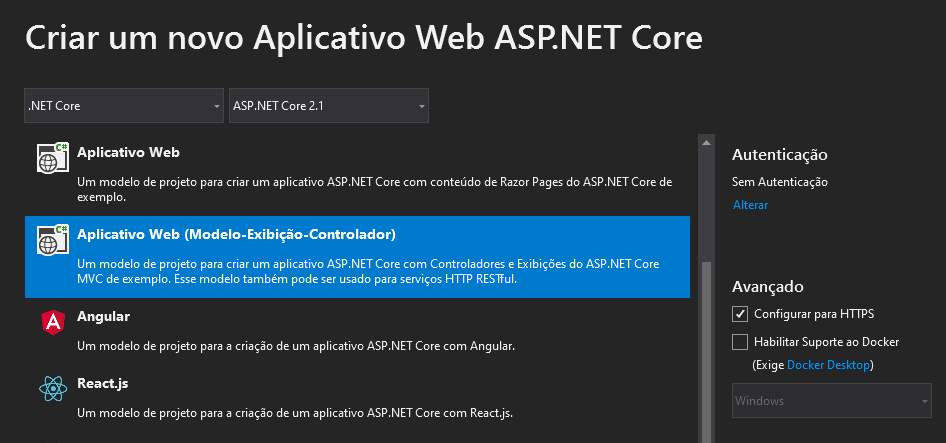 Criar um novo Aplicativo Web ASP.NET Core
.NET Core
ASP.NET Core 2.1
C#
Aplicativo Web
Um modelo de projeto para criar um aplicativo ASP.NET Core com conteúdo de Razor Pages do ASP.NET Core de
exemplo.
C#
Aplicativo Web (Modelo-Exibição-Controlador)
Um modelo de projeto para criar um aplicativo ASP.NET Core com Controladores e Exibições do ASP.NET Core
MVC de exemplo. Esse modelo também pode ser usado para serviços HTTP RESTful.
A
Angular
Um modelo de projeto para a criação de um aplicativo ASP.NET Core com Angular.
React.js
Um modelo de projeto para a criação de um aplicativo ASP.NET Core com React.js.
Autenticação
Sem Autenticação
Alterar
Avançado
Configurar para HTTPS
Habilitar Suporte ao Docker
(Exige Docker Desktop)
Windows